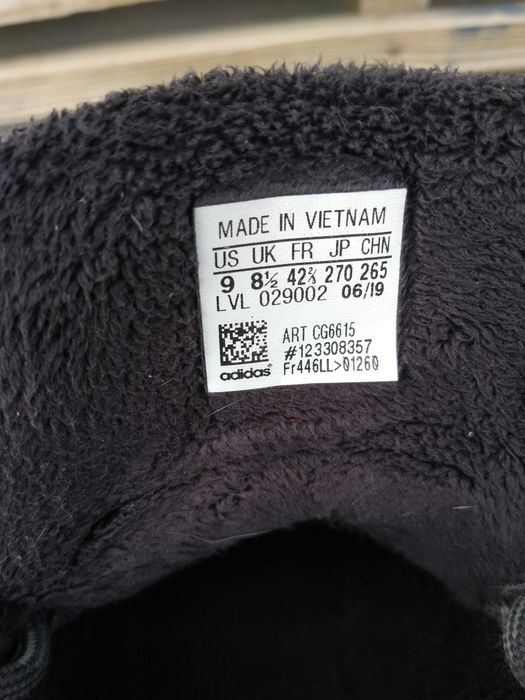 MADE IN VIETNAM
US UK FR JP CHN
9 8½ 42⅔ 270 265
LVL 029002 06/19
ART CG6615
#123308357
adidas Fr446LL>01260